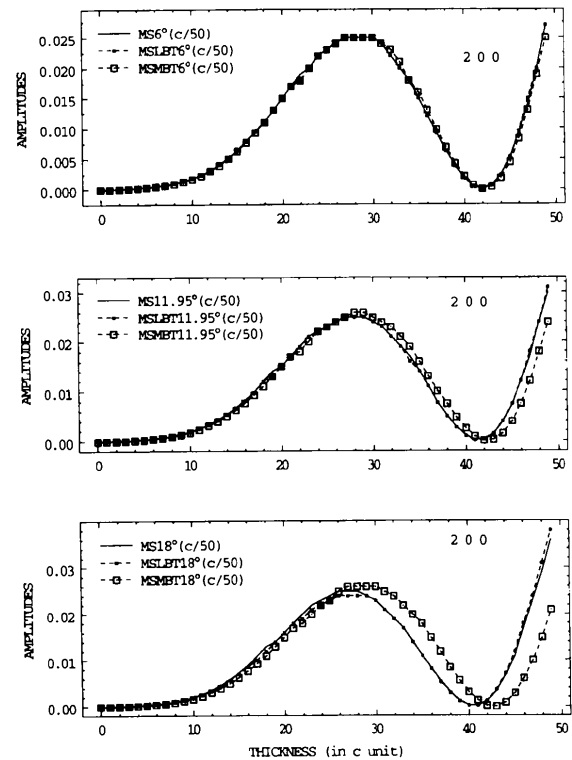 0.025
0.020
0.015
0.010
0.005
0.000
AMPLITUDES
MS6°(c/50)
MSLBT6°(c/50)
MSMBT6°(c/50)
2 0 0
0 10 20 30 40 50
0.03
0.02
0.01
0.00
AMPLITUDES
MS11.95°(c/50)
MSLBT11.95°(c/50)
MSMBT11.95°(c/50)
2 0 0
0 10 20 30 40 50
0.03
0.02
0.01
0.00
AMPLITUDES
MS18°(c/50)
MSLBT18°(c/50)
MSMBT18°(c/50)
2 0 0
0 10 20 30 40 50
THICKNESS (in c unit)